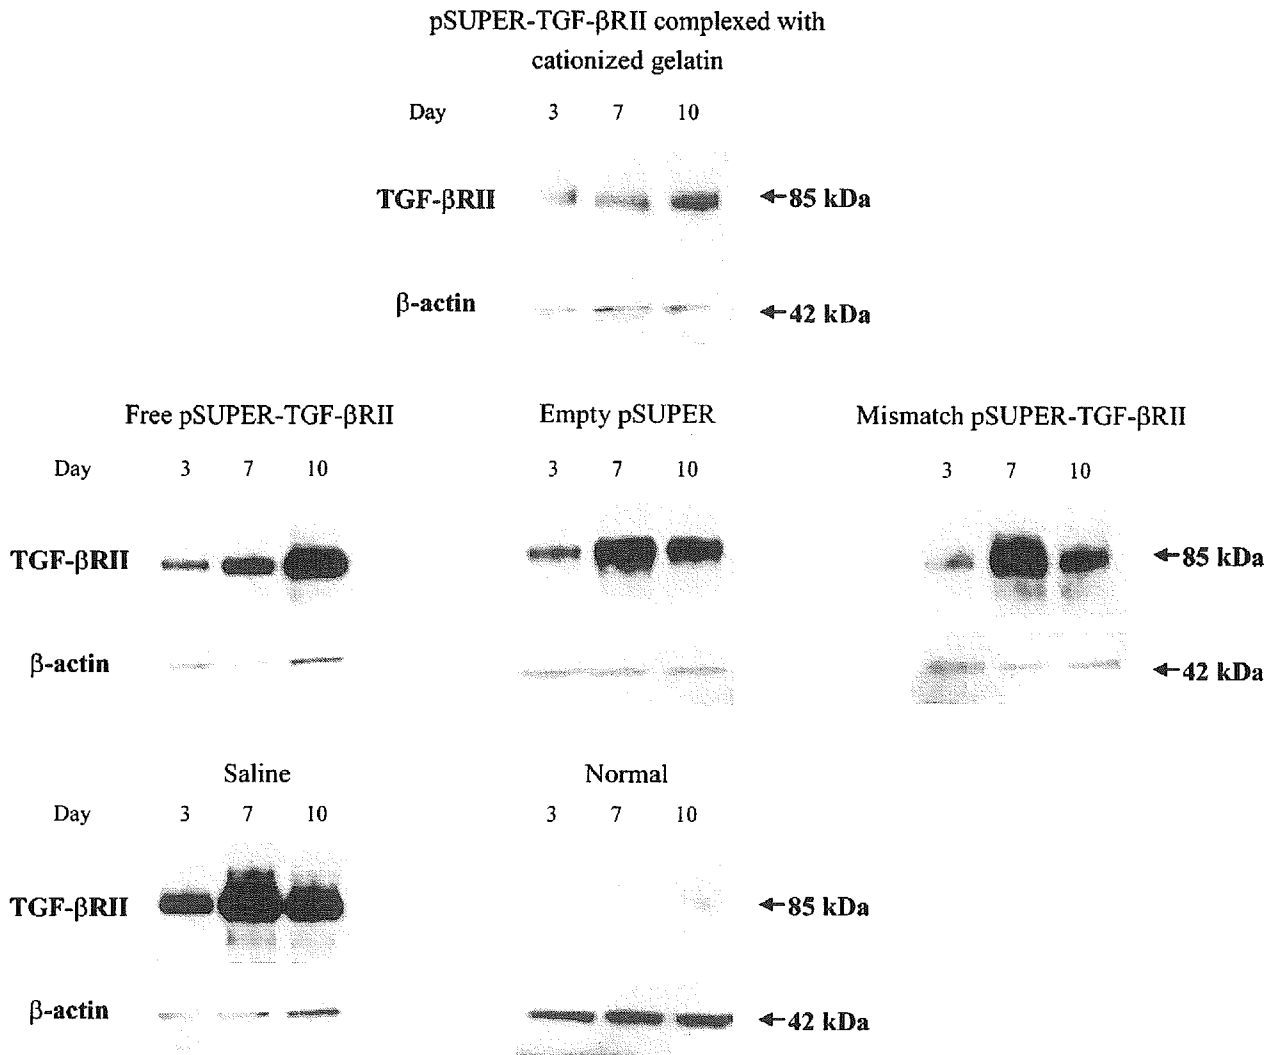 pSUPER-TGF-βRII complexed with
cationized gelatin
Day 3 7 10
TGF-βRII ←85 kDa
β-actin ←42 kDa
Free pSUPER-TGF-βRII Empty pSUPER Mismatch pSUPER-TGF-βRII
Day 3 7 10 3 7 10 3 7 10
TGF-βRII ←85 kDa
β-actin ←42 kDa
Saline Normal
Day 3 7 10 3 7 10
TGF-βRII ←85 kDa
β-actin ←42 kDa